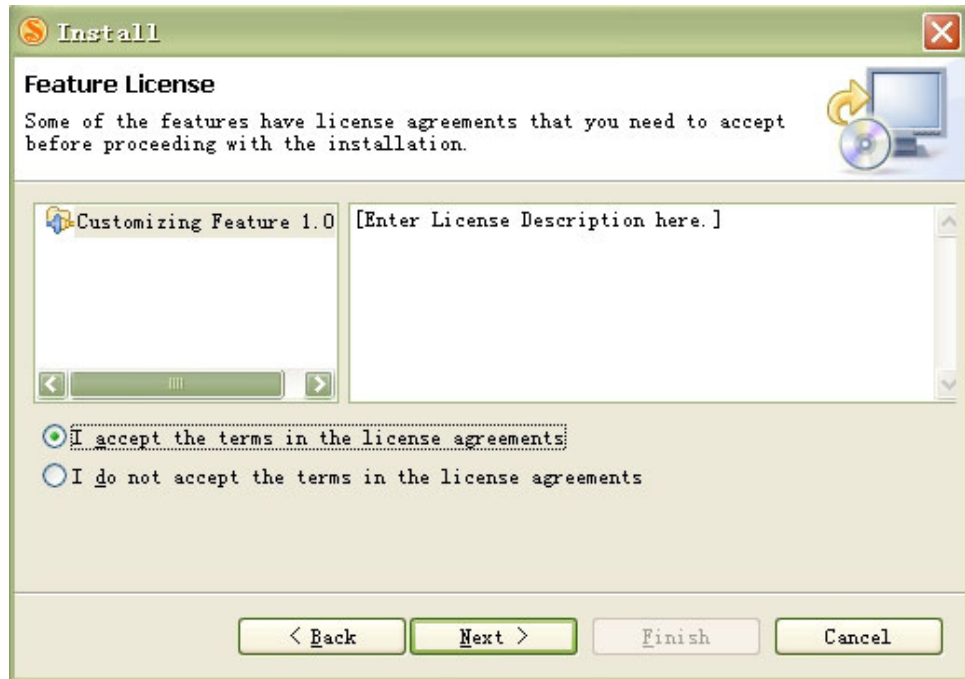 Install
Feature License
Some of the features have license agreements that you need to accept
before proceeding with the installation.
Customizing Feature 1.0
[Enter License Description here.]
I accept the terms in the license agreements
I do not accept the terms in the license agreements
< Back
Next >
Finish
Cancel